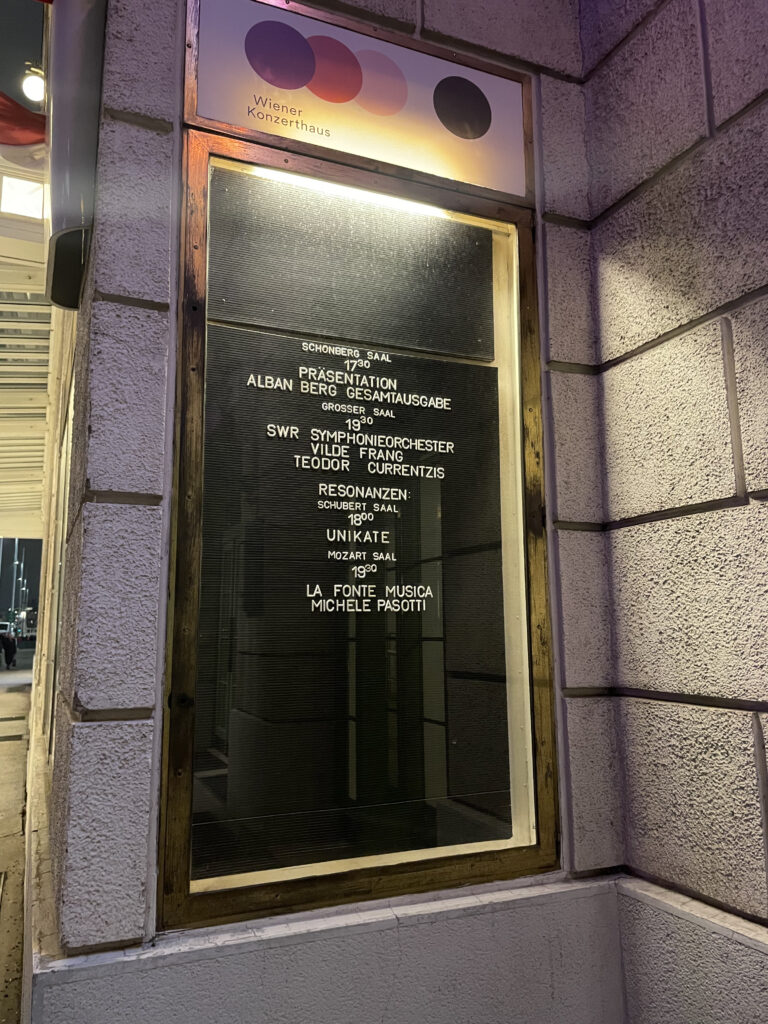 Wiener
Konzerthaus
SCHÖNBERG SAAL
17³⁰
PRÄSENTATION
ALBAN BERG GESAMTAUSGABE
GROSSER SAAL
19³⁰
SWR SYMPHONIEORCHESTER
VILDE FRANG
TEODOR CURRENTZIS
RESONANZEN:
SCHUBERT SAAL
18⁰⁰
UNIKATE
MOZART SAAL
19³⁰
LA FONTE MUSICA
MICHELE PASOTTI